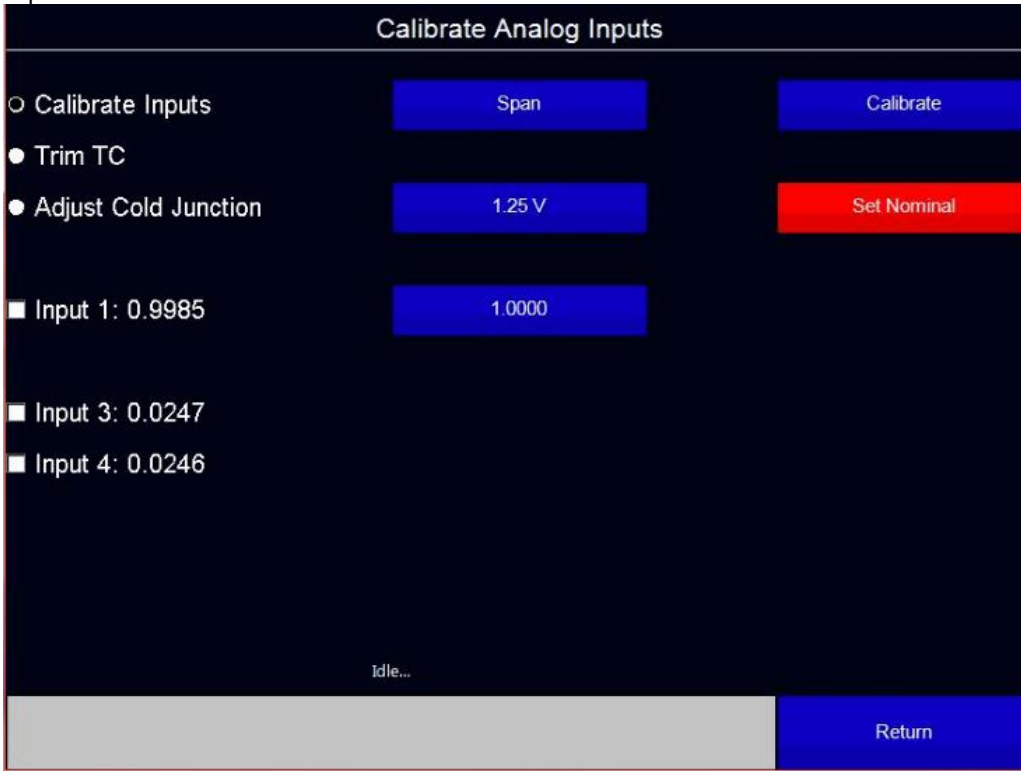 Calibrate Analog Inputs
Calibrate Inputs Span Calibrate
Trim TC
Adjust Cold Junction 1.25 V Set Nominal
Input 1: 0.9985 1.0000
Input 3: 0.0247
Input 4: 0.0246
Idle...
Return